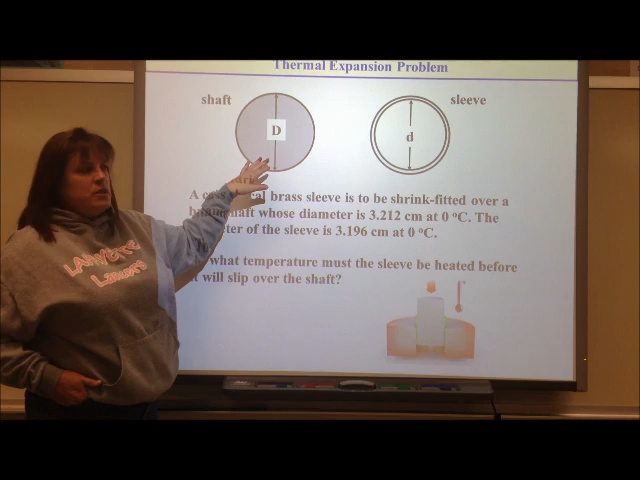 Thermal Expansion Problem
shaft
sleeve
D
d
brass sleeve is to be shrink-fitted over a
shaft whose diameter is 3.212 cm at 0 °C. The
of the sleeve is 3.196 cm at 0 °C.
what temperature must the sleeve be heated before
it will slip over the shaft?
LAFAYETTE
LANCERS